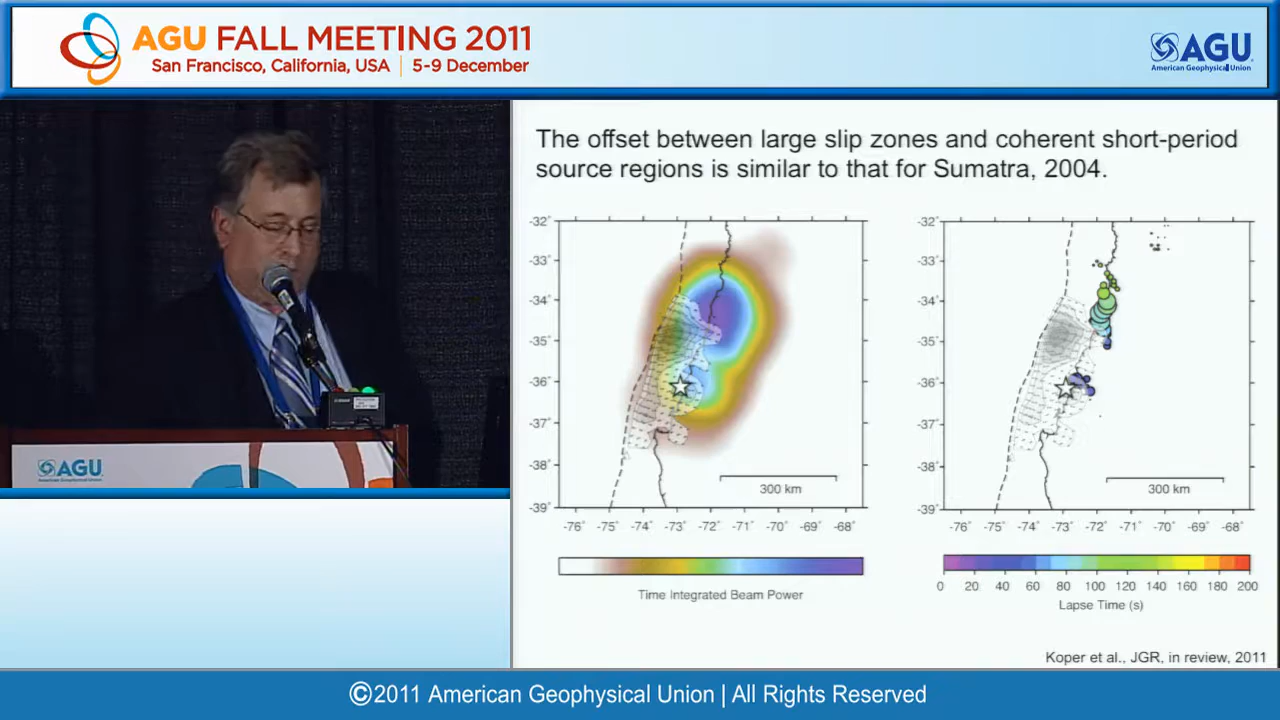 AGU FALL MEETING 2011
San Francisco, California, USA | 5-9 December
AGU
American Geophysical Union
AGU
American Geophysical Union
The offset between large slip zones and coherent short-period
source regions is similar to that for Sumatra, 2004.
-32°
-33°
-34°
-35°
-36°
-37°
-38°
-39°
300 km
-76° -75° -74° -73° -72° -71° -70° -69° -68°
Time Integrated Beam Power
-32°
-33°
-34°
-35°
-36°
-37°
-38°
-39°
300 km
-76° -75° -74° -73° -72° -71° -70° -69° -68°
0 20 40 60 80 100 120 140 160 180 200
Lapse Time (s)
Koper et al., JGR, in review, 2011
©2011 American Geophysical Union | All Rights Reserved